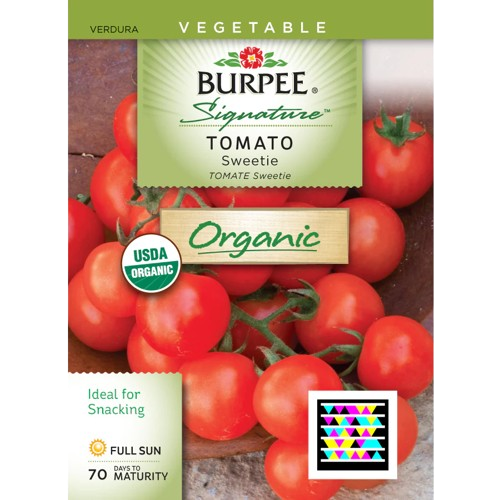 VERDURA
VEGETABLE
BURPEE®
Signature™
TOMATO
Sweetie
TOMATE Sweetie
Organic
USDA
ORGANIC
Ideal for
Snacking
FULL SUN
70 DAYS TO MATURITY